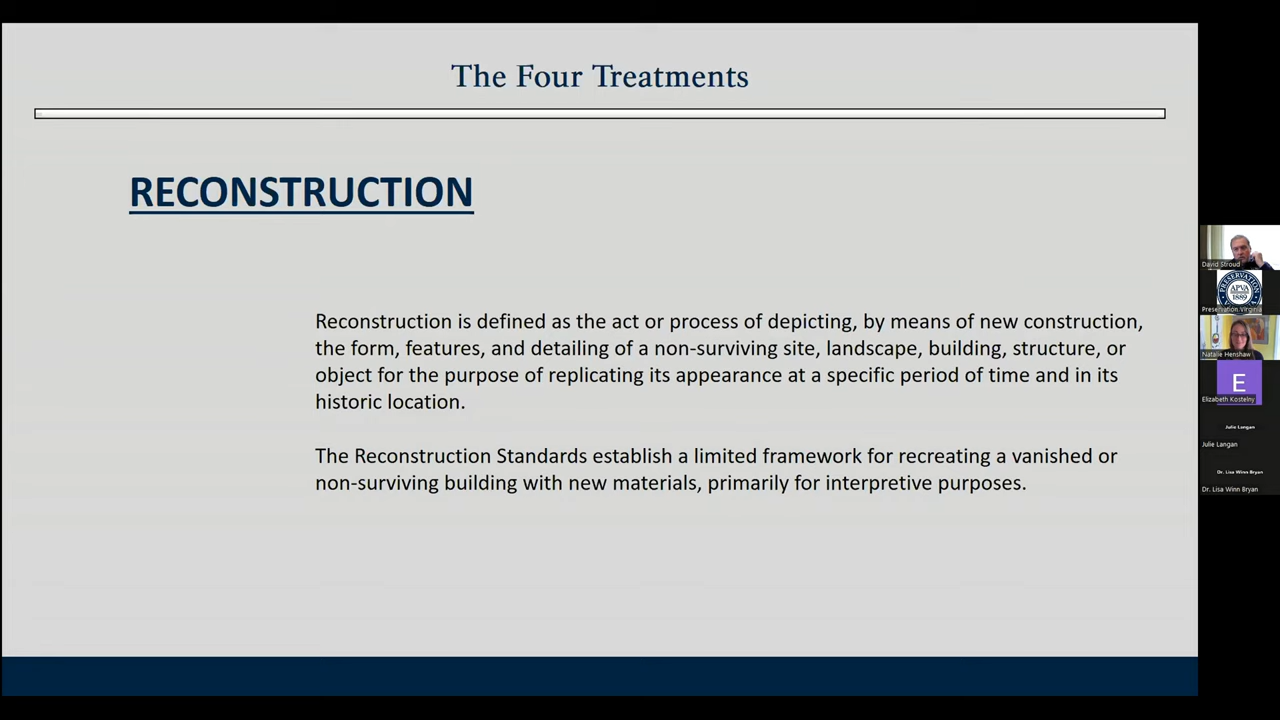 The Four Treatments
RECONSTRUCTION
Reconstruction is defined as the act or process of depicting, by means of new construction,
the form, features, and detailing of a non-surviving site, landscape, building, structure, or
object for the purpose of replicating its appearance at a specific period of time and in its
historic location.
The Reconstruction Standards establish a limited framework for recreating a vanished or
non-surviving building with new materials, primarily for interpretive purposes.
David Stroud
PRESERVATION
APVA
1889
Preservation Virginia
Natalie Henshaw
E
Elizabeth Kostelny
Julie Langan
Julie Langan
Dr. Lisa Winn Bryan
Dr. Lisa Winn Bryan